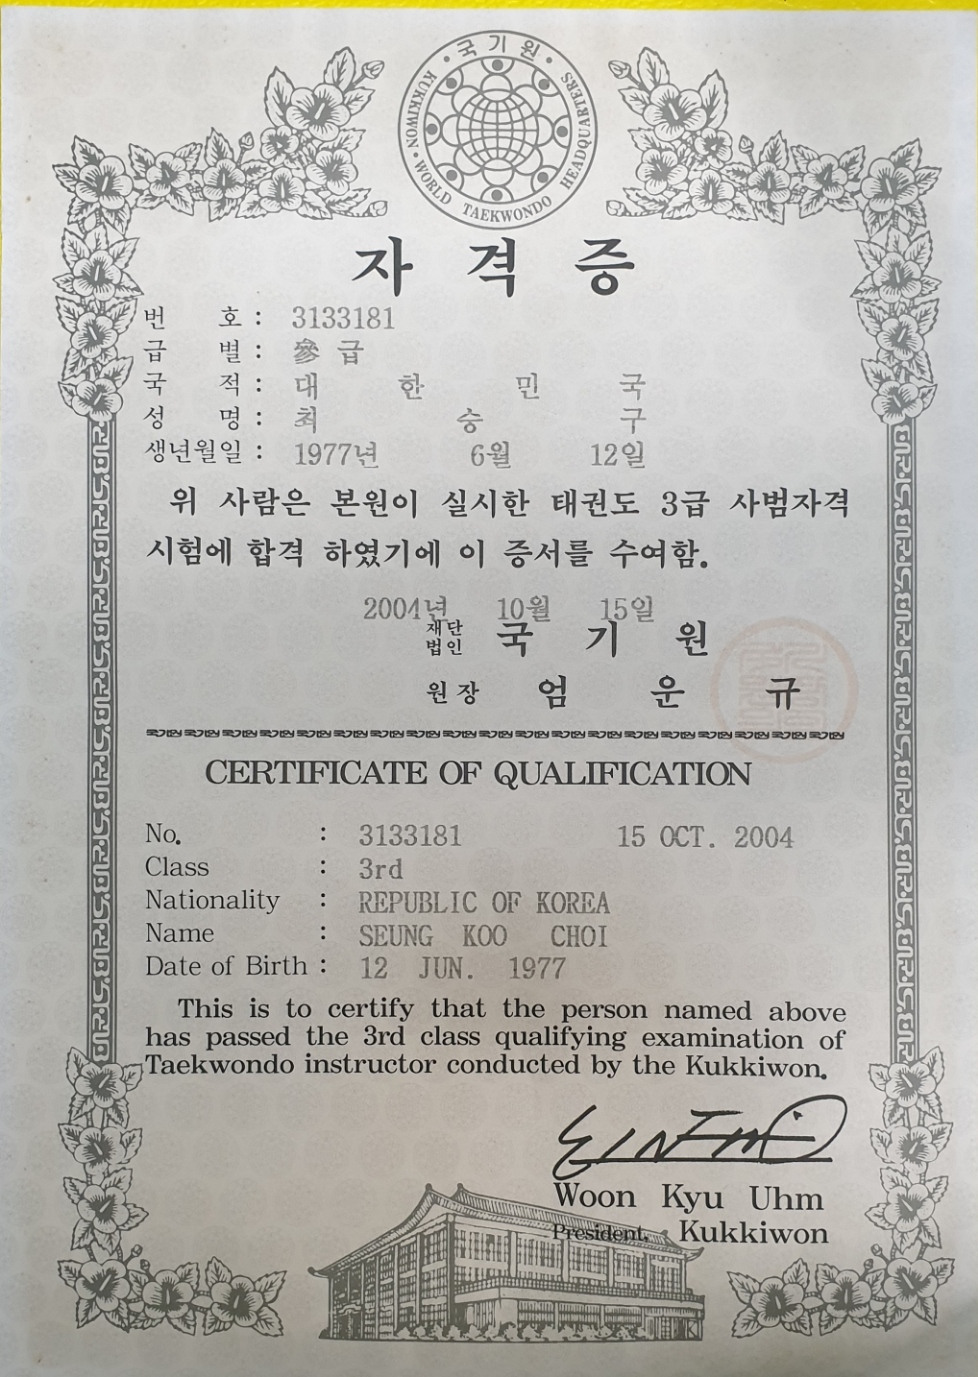 국기원
KUKKIWON · WORLD TAEKWONDO HEADQUARTERS
자 격 증
번 호 : 3133181
급 별 : 參 급
국 적 : 대 한 민 국
성 명 : 최 승 구
생년월일 : 1977년 6월 12일
위 사람은 본원이 실시한 태권도 3급 사범자격
시험에 합격 하였기에 이 증서를 수여함.
2004년 10월 15일
재단법인 국 기 원
원장 엄 운 규
CERTIFICATE OF QUALIFICATION
No. : 3133181 15 OCT. 2004
Class : 3rd
Nationality : REPUBLIC OF KOREA
Name : SEUNG KOO CHOI
Date of Birth : 12 JUN. 1977
This is to certify that the person named above
has passed the 3rd class qualifying examination of
Taekwondo instructor conducted by the Kukkiwon.
Woon Kyu Uhm
President, Kukkiwon